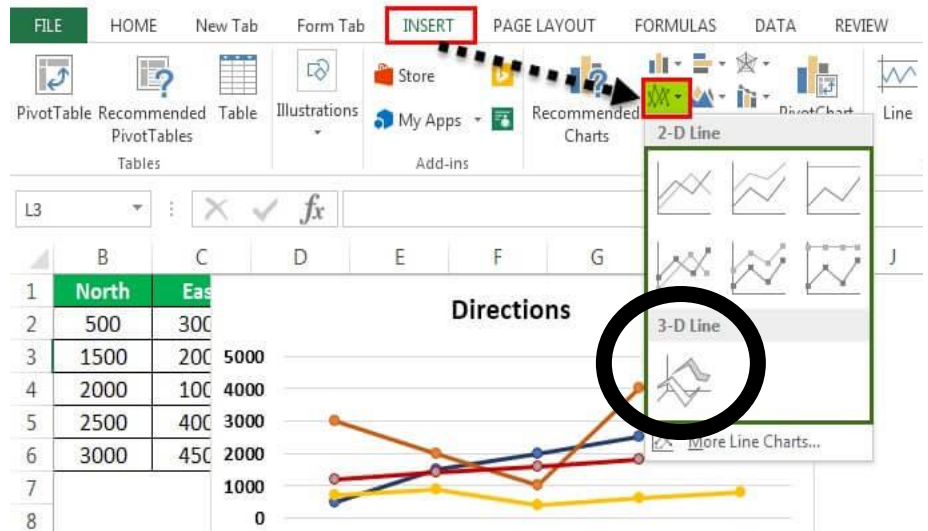 FILE HOME New Tab Form Tab INSERT PAGE LAYOUT FORMULAS DATA REVIEW
PivotTable Recommended PivotTables Table Illustrations Store My Apps Recommended Charts PivotChart Line
Tables Add-ins
2-D Line
L3 fx
B C D E F G J
1 North Eas
2 500 300
3 1500 200
4 2000 100
5 2500 400
6 3000 450
7
8
Directions
5000
4000
3000
2000
1000
0
3-D Line
More Line Charts...